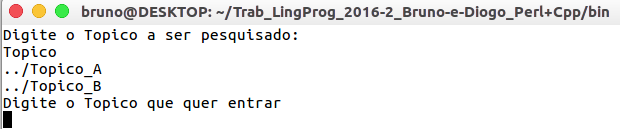 bruno@DESKTOP: ~/Trab_LingProg_2016-2_Bruno-e-Diogo_Perl+Cpp/bin
Digite o Topico a ser pesquisado:
Topico
../Topico_A
../Topico_B
Digite o Topico que quer entrar